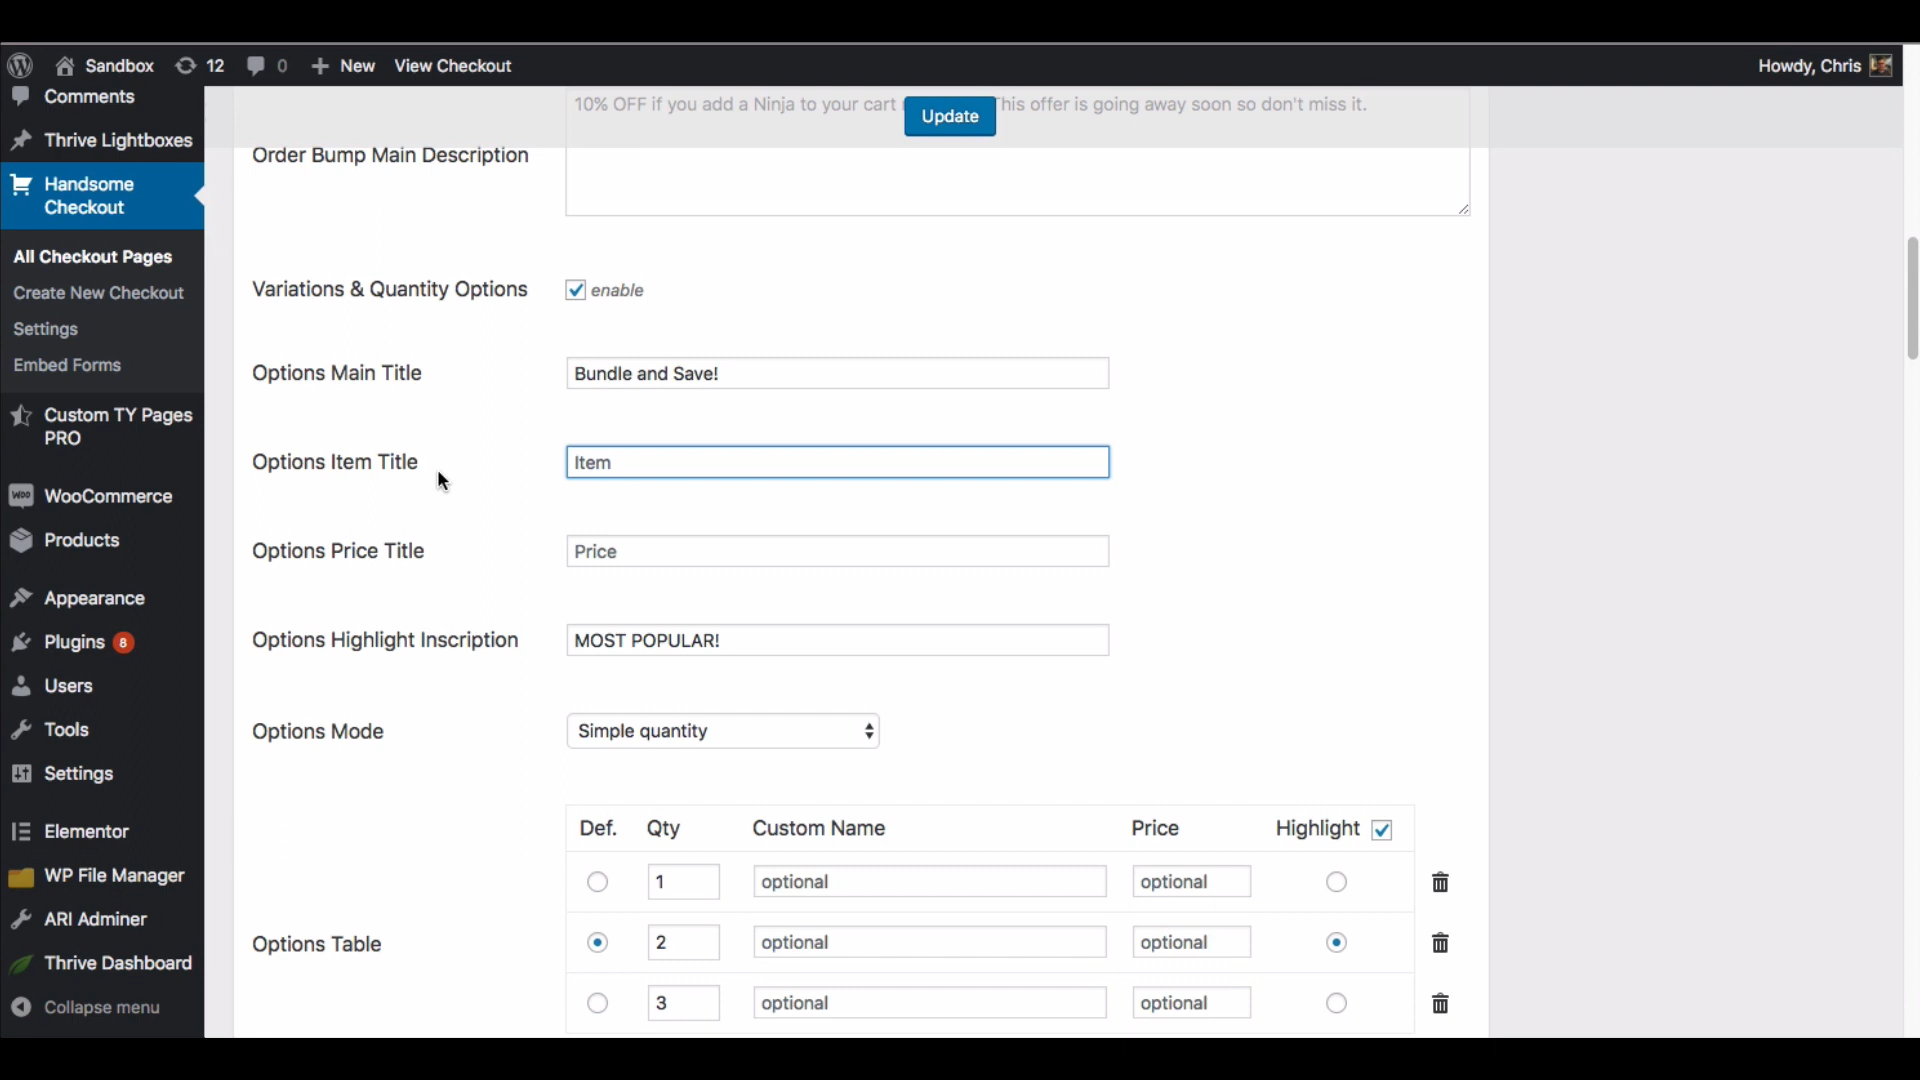 Sandbox 12 0 New View Checkout Howdy, Chris
Comments
Thrive Lightboxes
Handsome
Checkout
All Checkout Pages
Create New Checkout
Settings
Embed Forms
Custom TY Pages
PRO
WooCommerce
Products
Appearance
Plugins 8
Users
Tools
Settings
Elementor
WP File Manager
ARI Adminer
Thrive Dashboard
Collapse menu
10% OFF if you add a Ninja to your cart his offer is going away soon so don't miss it.
Update
Order Bump Main Description
Variations & Quantity Options enable
Options Main Title Bundle and Save!
Options Item Title Item
Options Price Title Price
Options Highlight Inscription MOST POPULAR!
Options Mode Simple quantity
Def. Qty Custom Name Price Highlight
1 optional optional
Options Table 2 optional optional
3 optional optional